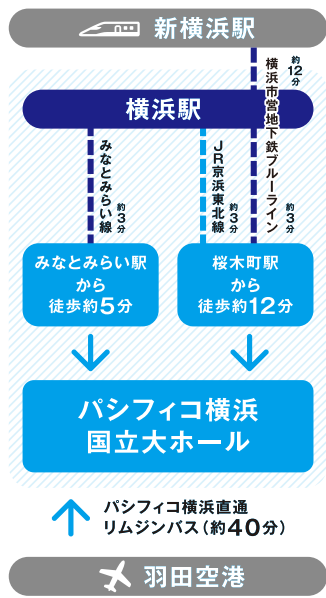 新横浜駅
約12分
横浜駅
横浜市営地下鉄ブルーライン
約3分
JR京浜東北線
約3分
みなとみらい線
約3分
みなとみらい駅
から
徒歩約5分
桜木町駅
から
徒歩約12分
パシフィコ横浜
国立大ホール
パシフィコ横浜直通
リムジンバス(約40分)
羽田空港